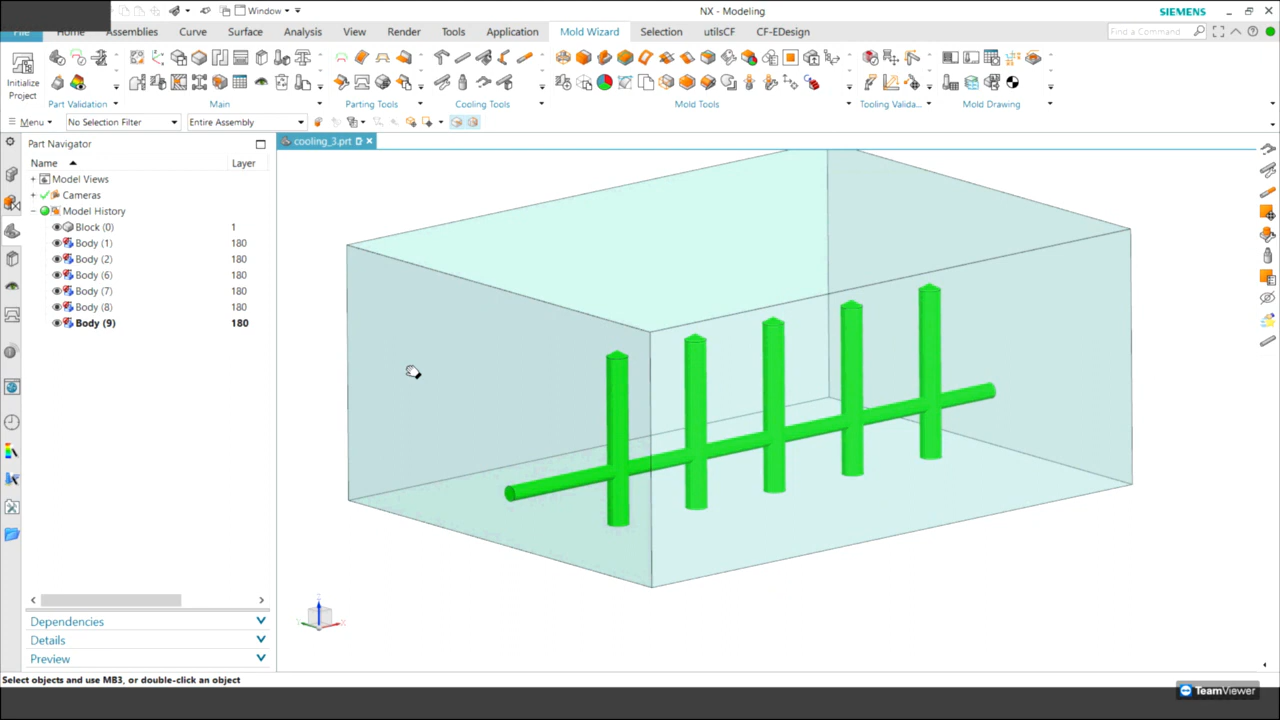 Window
NX - Modeling
SIEMENS
File Home Assemblies Curve Surface Analysis View Render Tools Application Mold Wizard Selection utilsCF CF-EDesign
Find a Command
Initialize
Project
Part Validation
Main
Parting Tools
Cooling Tools
Mold Tools
Tooling Valida...
Mold Drawing
Menu No Selection Filter Entire Assembly
Part Navigator
cooling_3.prt
Name Layer
Model Views
Cameras
Model History
Block (0) 1
Body (1) 180
Body (2) 180
Body (6) 180
Body (7) 180
Body (8) 180
Body (9) 180
Dependencies
Details
Preview
Select objects and use MB3, or double-click an object
TeamViewer